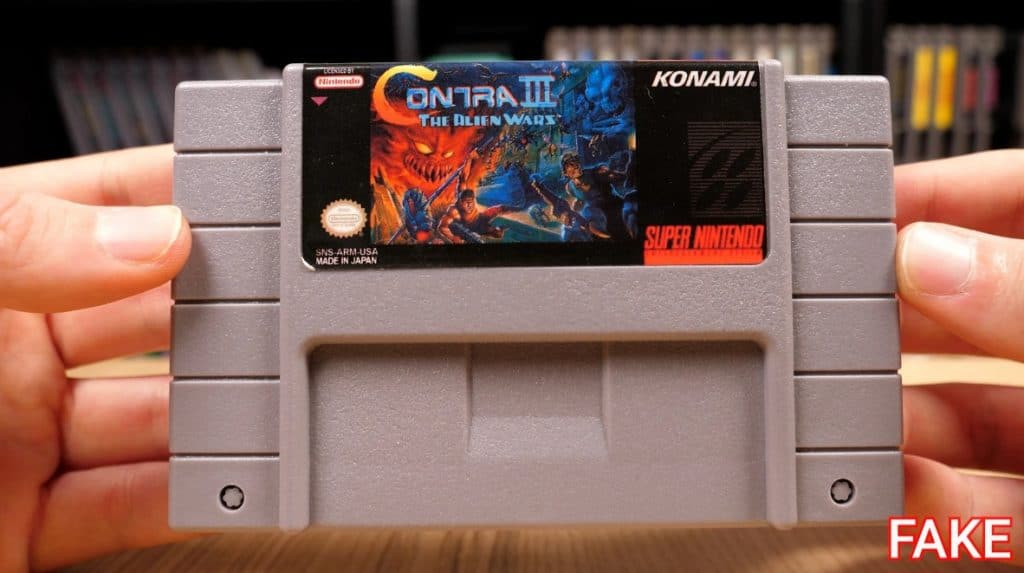 LICENSED BY
Nintendo
CONTRA III
THE ALIEN WARS
KONAMI
SNS-ARM-USA
MADE IN JAPAN
SUPER NINTENDO
FAKE